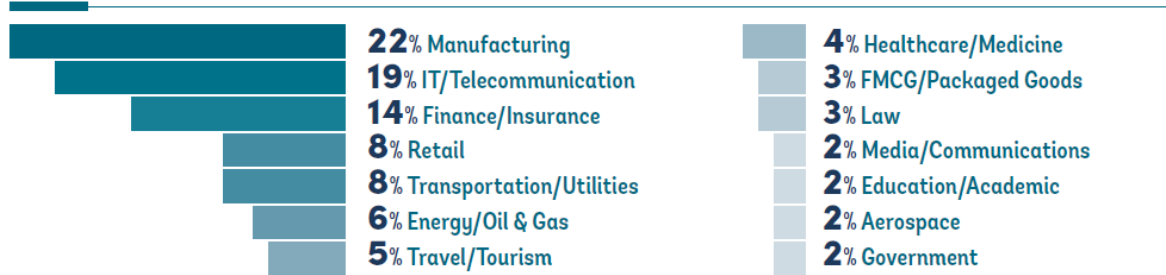 22% Manufacturing
19% IT/Telecommunication
14% Finance/Insurance
8% Retail
8% Transportation/Utilities
6% Energy/Oil & Gas
5% Travel/Tourism
4% Healthcare/Medicine
3% FMCG/Packaged Goods
3% Law
2% Media/Communications
2% Education/Academic
2% Aerospace
2% Government